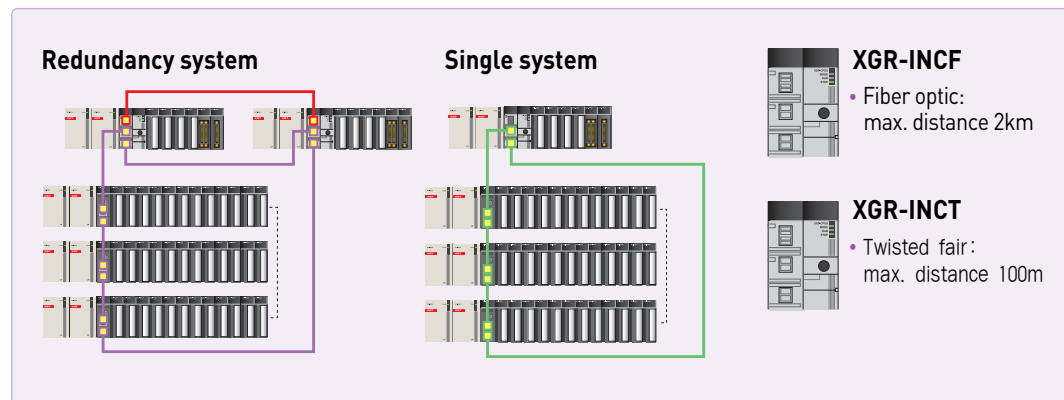 Redundancy system
Single system
XGR-INCF
• Fiber optic:
max. distance 2km
XGR-INCT
• Twisted fair:
max. distance 100m